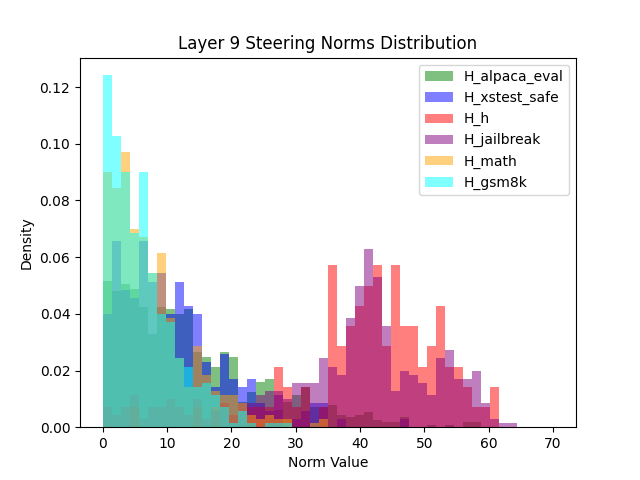 Layer 9 Steering Norms Distribution
H_alpaca_eval
H_xstest_safe
H_h
H_jailbreak
H_math
H_gsm8k
Density
0.12
0.10
0.08
0.06
0.04
0.02
0.00
0 10 20 30 40 50 60 70
Norm Value